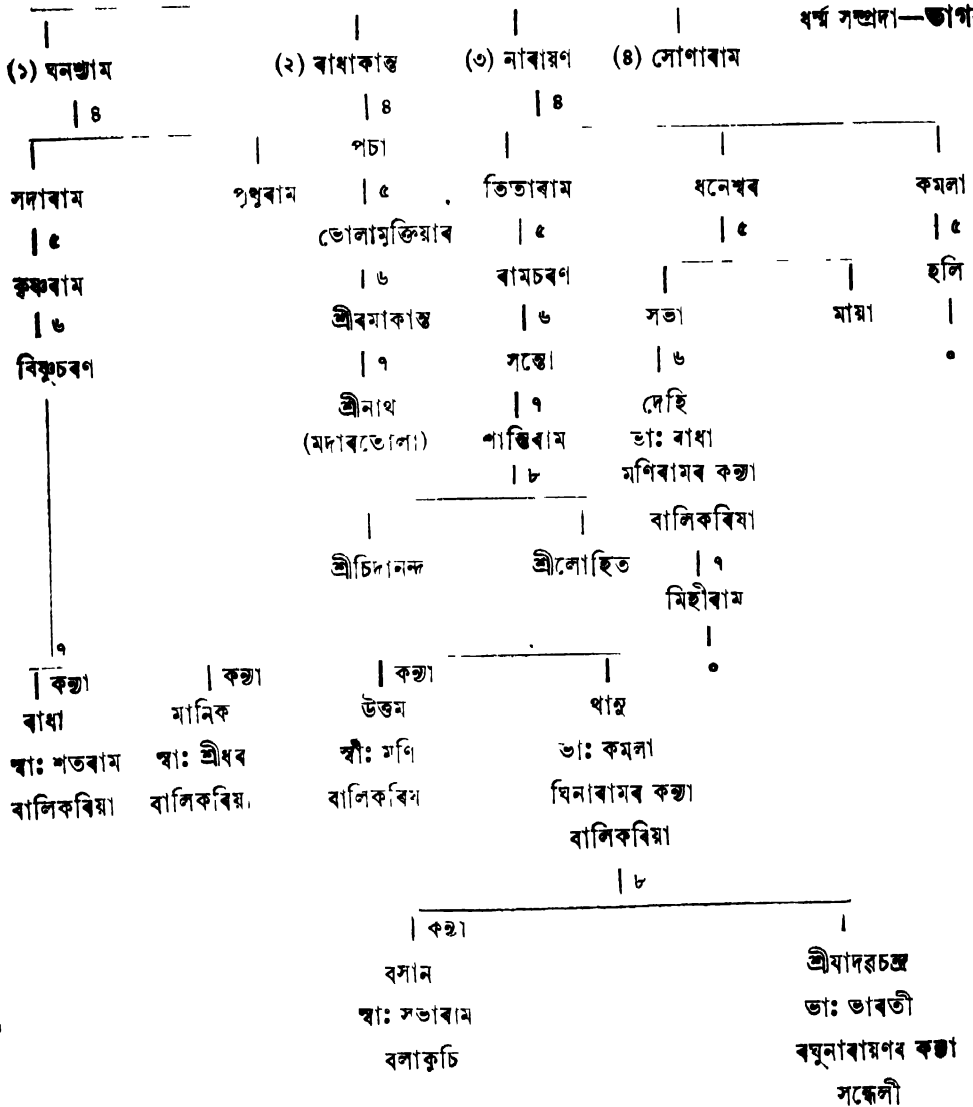 ধৰ্ম্ম সম্প্ৰদা—ভাগ
(১) ঘনশ্যাম (২) ৰাধাকান্ত (৩) নাৰায়ণ (৪) সোণাৰাম
৪ ৪ ৪
পচা
সদাৰাম পৃথুৰাম ৫ তিতাৰাম ধনেশ্বৰ কমলা
৫ ভোলামুক্তিয়াৰ ৫ ৫ ৫
কৃষ্ণৰাম ৬ ৰামচৰণ হলি
৬ শ্ৰীৰমাকান্ত ৬ সভা মায়া
বিষ্ণুচৰণ ৭ সন্তো ৬ ০
শ্ৰীনাথ ৭ দেহি
(মদাৰভোলা) শান্তিৰাম ভা: ৰাধা
৮ মণিৰামৰ কন্যা
বালিকৰিয়া
শ্ৰীচিদানন্দ শ্ৰীলোহিত ৭
মিহীৰাম
৭ ০
কন্যা কন্যা কন্যা
ৰাধা মানিক উত্তম থানু
স্বা: শতৰাম স্বা: শ্ৰীধৰ স্বী: মণি ভা: কমলা
বালিকৰিয়া বালিকৰিয়া বালিকৰিয় ঘিনাৰামৰ কন্যা
বালিকৰিয়া
৮
কন্যা
বসান শ্ৰীযাদৱচন্দ্ৰ
স্বা: সভাৰাম ভা: ভাৰতী
বলাকুচি ৰঘুনাৰায়ণৰ কন্যা
সন্ধেলী